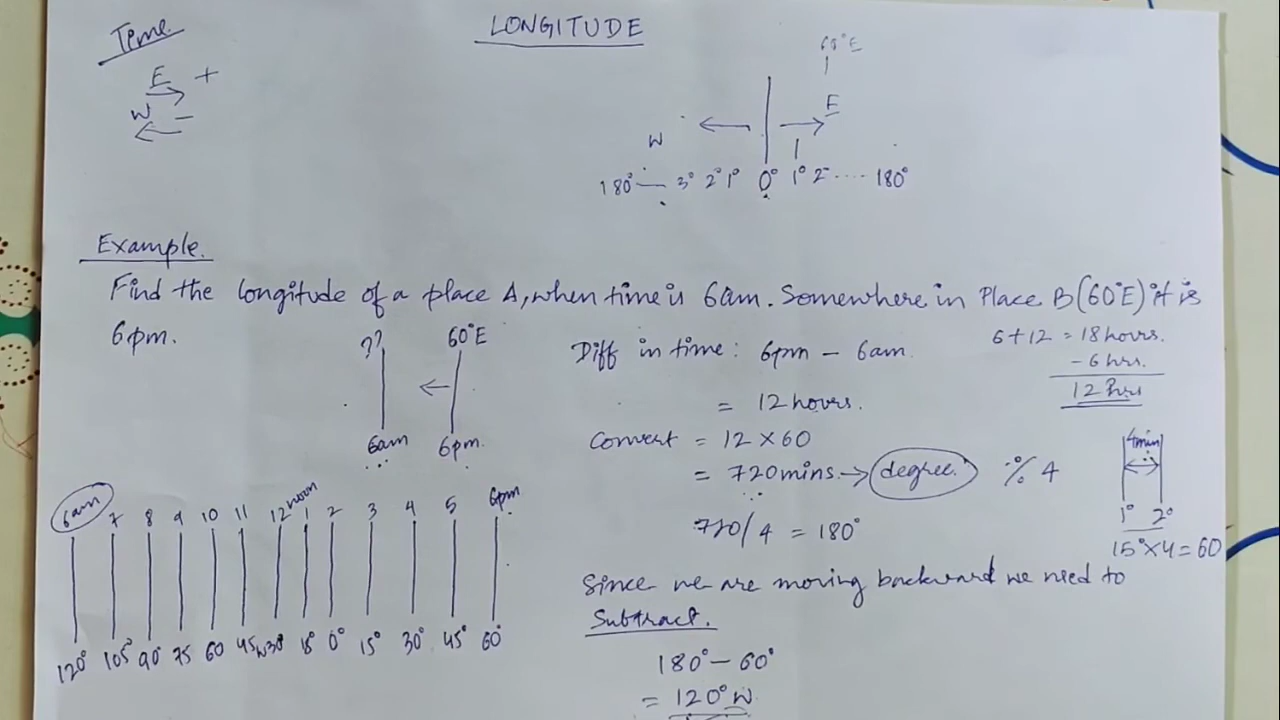 Time.
LONGITUDE
E +
W -
60°E
W E
180° 3° 2° 1° 0° 1° 2° .... 180°
Example.
Find the longitude of a place A, when time is 6am. Somewhere in Place B (60°E) it is
6pm.
?? 60°E
6am 6pm.
Diff in time: 6pm - 6am
= 12 hours.
6+12 = 18 hours.
- 6 hrs.
12 hrs
Convert = 12 × 60
= 720 mins. → degree. % 4
4min
1° 2°
15° × 4 = 60
720/4 = 180°
6am 7 8 9 10 11 12 noon 1 2 3 4 5 6pm
120° 105° 90° 75 60 45 W30° 15° 0° 15° 30° 45° 60°
Since we are moving backward we need to
Subtract.
180° - 60°
= 120° W